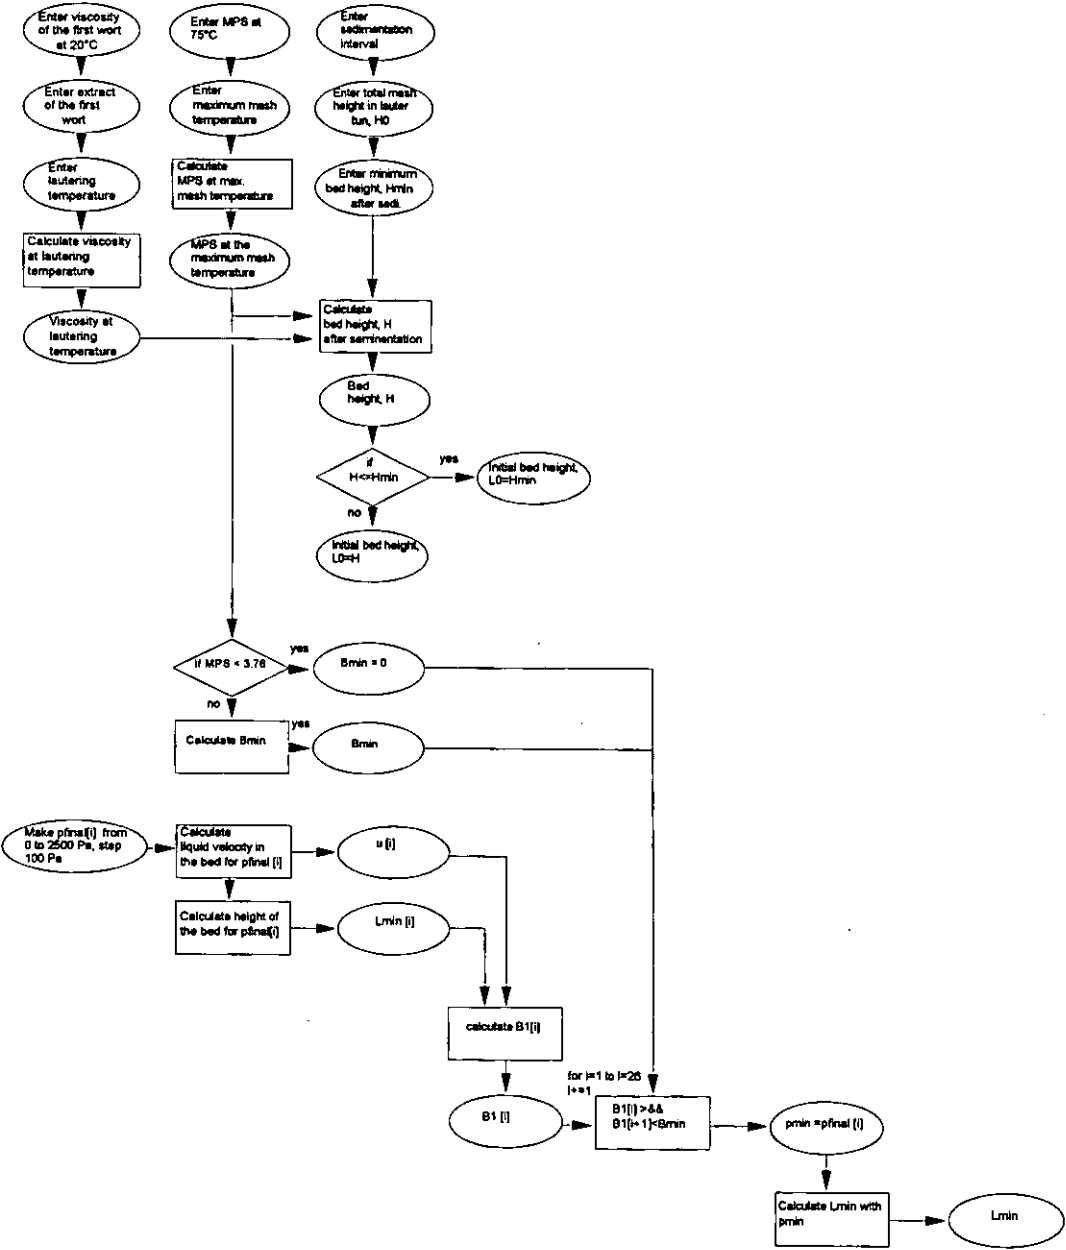 Enter viscosity
of the first wort
at 20°C
Enter MPS at
75°C
Enter
sedimentation
interval
Enter extract
of the first
wort
Enter
maximum mash
temperature
Enter total mash
height in lauter
tun, H0
Enter
lautering
temperature
Calculate
MPS at max.
mash temperature
Enter minimum
bed height, Hmin
after sedi.
Calculate viscosity
at lautering
temperature
MPS at the
maximum mash
temperature
Viscosity at
lautering
temperature
Calculate
bed height, H
after seminentation
Bed
height, H
if
H<=Hmin
yes
Initial bed height,
L0=Hmin
no
Initial bed height,
L0=H
if MPS < 3.76
yes
Bmin = 0
no
Calculate Bmin
yes
Bmin
Make pfinal[i] from
0 to 2500 Pa, step
100 Pa
Calculate
liquid velocity in
the bed for pfinal [i]
u [i]
Calculate height of
the bed for pfinal[i]
Lmin [i]
calculate B1[i]
B1 [i]
for i=1 to i=26
i+=1
B1[i] >&&
B1[i+1]<Bmin
pmin =pfinal [i]
Calculate Lmin with
pmin
Lmin